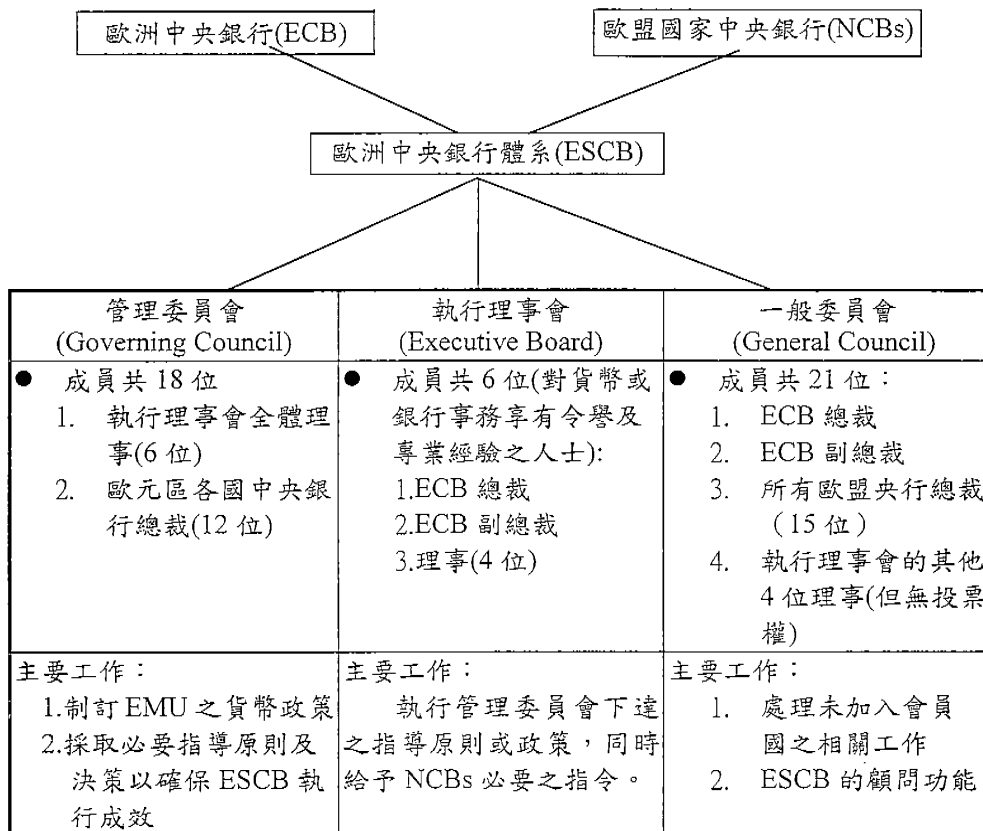 歐洲中央銀行(ECB)
歐盟國家中央銀行(NCBs)
歐洲中央銀行體系(ESCB)
管理委員會
(Governing Council)
● 成員共 18 位
1. 執行理事會全體理
事(6 位)
2. 歐元區各國中央銀
行總裁(12 位)
主要工作：
1.制訂 EMU 之貨幣政策
2.採取必要指導原則及
決策以確保 ESCB 執
行成效
執行理事會
(Executive Board)
● 成員共 6 位(對貨幣或
銀行事務享有令譽及
專業經驗之人士):
1.ECB 總裁
2.ECB 副總裁
3.理事(4 位)
主要工作：
執行管理委員會下達
之指導原則或政策，同時
給予 NCBs 必要之指令。
一般委員會
(General Council)
● 成員共 21 位：
1. ECB 總裁
2. ECB 副總裁
3. 所有歐盟央行總裁
（15 位）
4. 執行理事會的其他
4 位理事(但無投票
權)
主要工作：
1. 處理未加入會員
國之相關工作
2. ESCB 的顧問功能